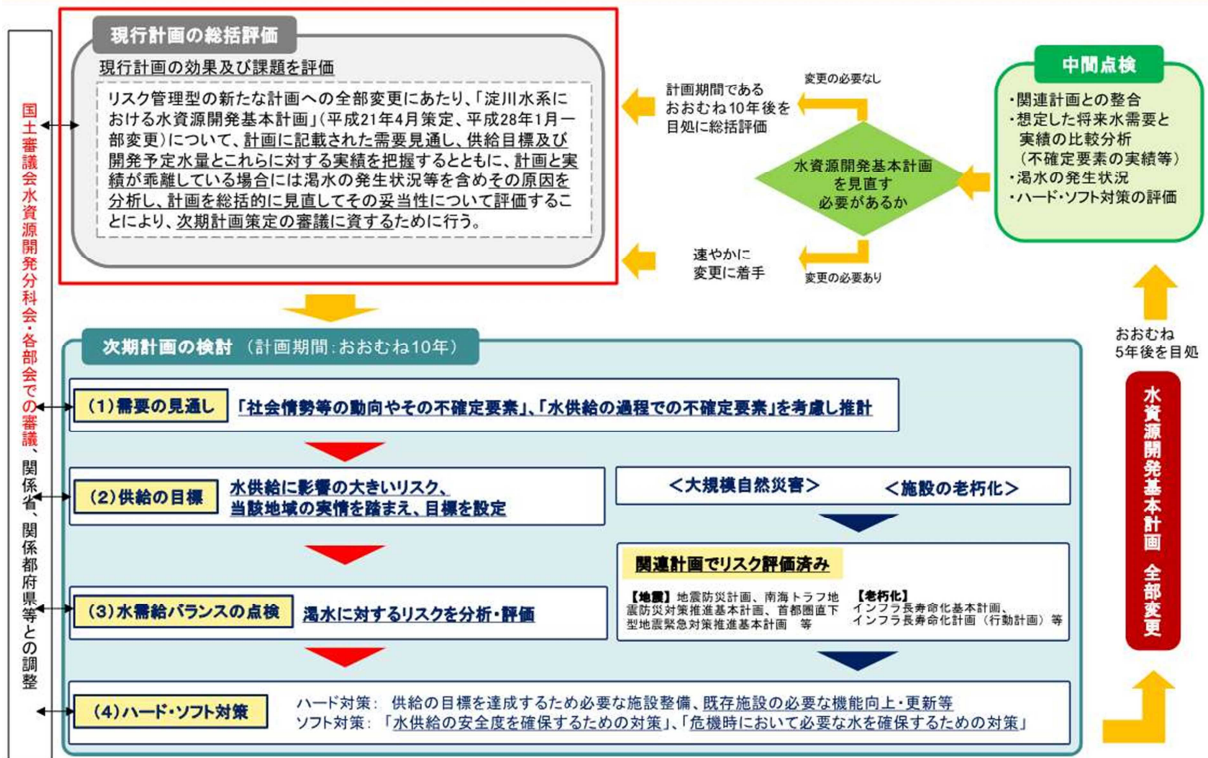 国土審議会水資源開発分科会・各部会での審議、関係省、関係都府県等との調整
現行計画の総括評価
現行計画の効果及び課題を評価
リスク管理型の新たな計画への全部変更にあたり、「淀川水系に
おける水資源開発基本計画」(平成21年4月策定、平成28年1月一
部変更)について、計画に記載された需要見通し、供給目標及び
開発予定水量とこれらに対する実績を把握するとともに、計画と実
績が乖離している場合には渇水の発生状況等を含めその原因を
分析し、計画を総括的に見直してその妥当性について評価するこ
とにより、次期計画策定の審議に資するために行う。
計画期間である
おおむね10年後を
目処に総括評価
変更の必要なし
水資源開発基本計画
を見直す
必要があるか
速やかに
変更に着手
変更の必要あり
中間点検
・関連計画との整合
・想定した将来水需要と
実績の比較分析
(不確定要素の実績等)
・渇水の発生状況
・ハード・ソフト対策の評価
おおむね
5年後を目処
水資源開発基本計画 全部変更
次期計画の検討 (計画期間:おおむね10年)
(1)需要の見通し
「社会情勢等の動向やその不確定要素」、「水供給の過程での不確定要素」を考慮し推計
(2)供給の目標
水供給に影響の大きいリスク、
当該地域の実情を踏まえ、目標を設定
<大規模自然災害>
<施設の老朽化>
関連計画でリスク評価済み
【地震】地震防災計画、南海トラフ地
震防災対策推進基本計画、首都圏直下
型地震緊急対策推進基本計画 等
【老朽化】
インフラ長寿命化基本計画、
インフラ長寿命化計画(行動計画)等
(3)水需給バランスの点検
渇水に対するリスクを分析・評価
(4)ハード・ソフト対策
ハード対策: 供給の目標を達成するため必要な施設整備、既存施設の必要な機能向上・更新等
ソフト対策:「水供給の安全度を確保するための対策」、「危機時において必要な水を確保するための対策」